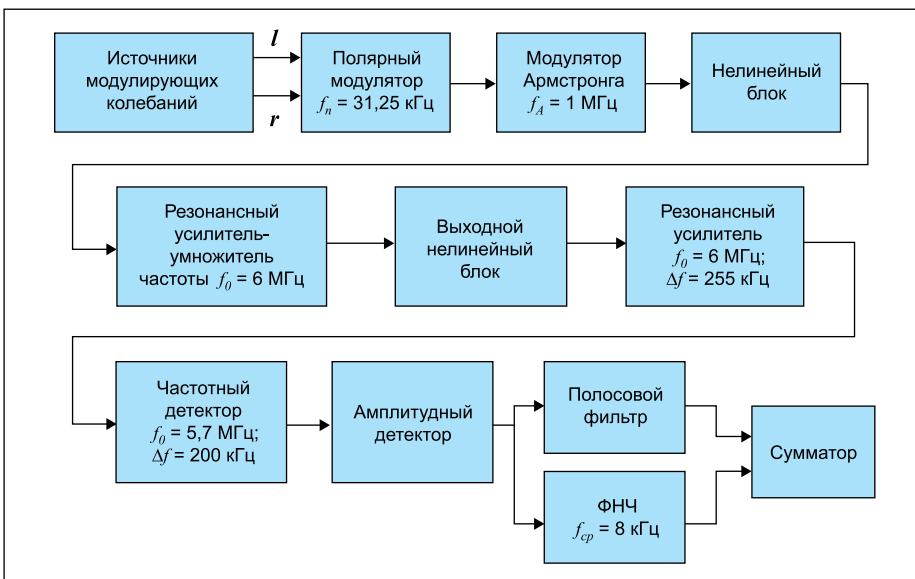 Источники
модулирующих
колебаний
l
r
Полярный
модулятор
fп = 31,25 кГц
Модулятор
Армстронга
fА = 1 МГц
Нелинейный
блок
Резонансный
усилитель-
умножитель
частоты f0 = 6 МГц
Выходной
нелинейный
блок
Резонансный
усилитель
f0 = 6 МГц;
Δf = 255 кГц
Частотный
детектор
f0 = 5,7 МГц;
Δf = 200 кГц
Амплитудный
детектор
Полосовой
фильтр
ФНЧ
fср = 8 кГц
Сумматор